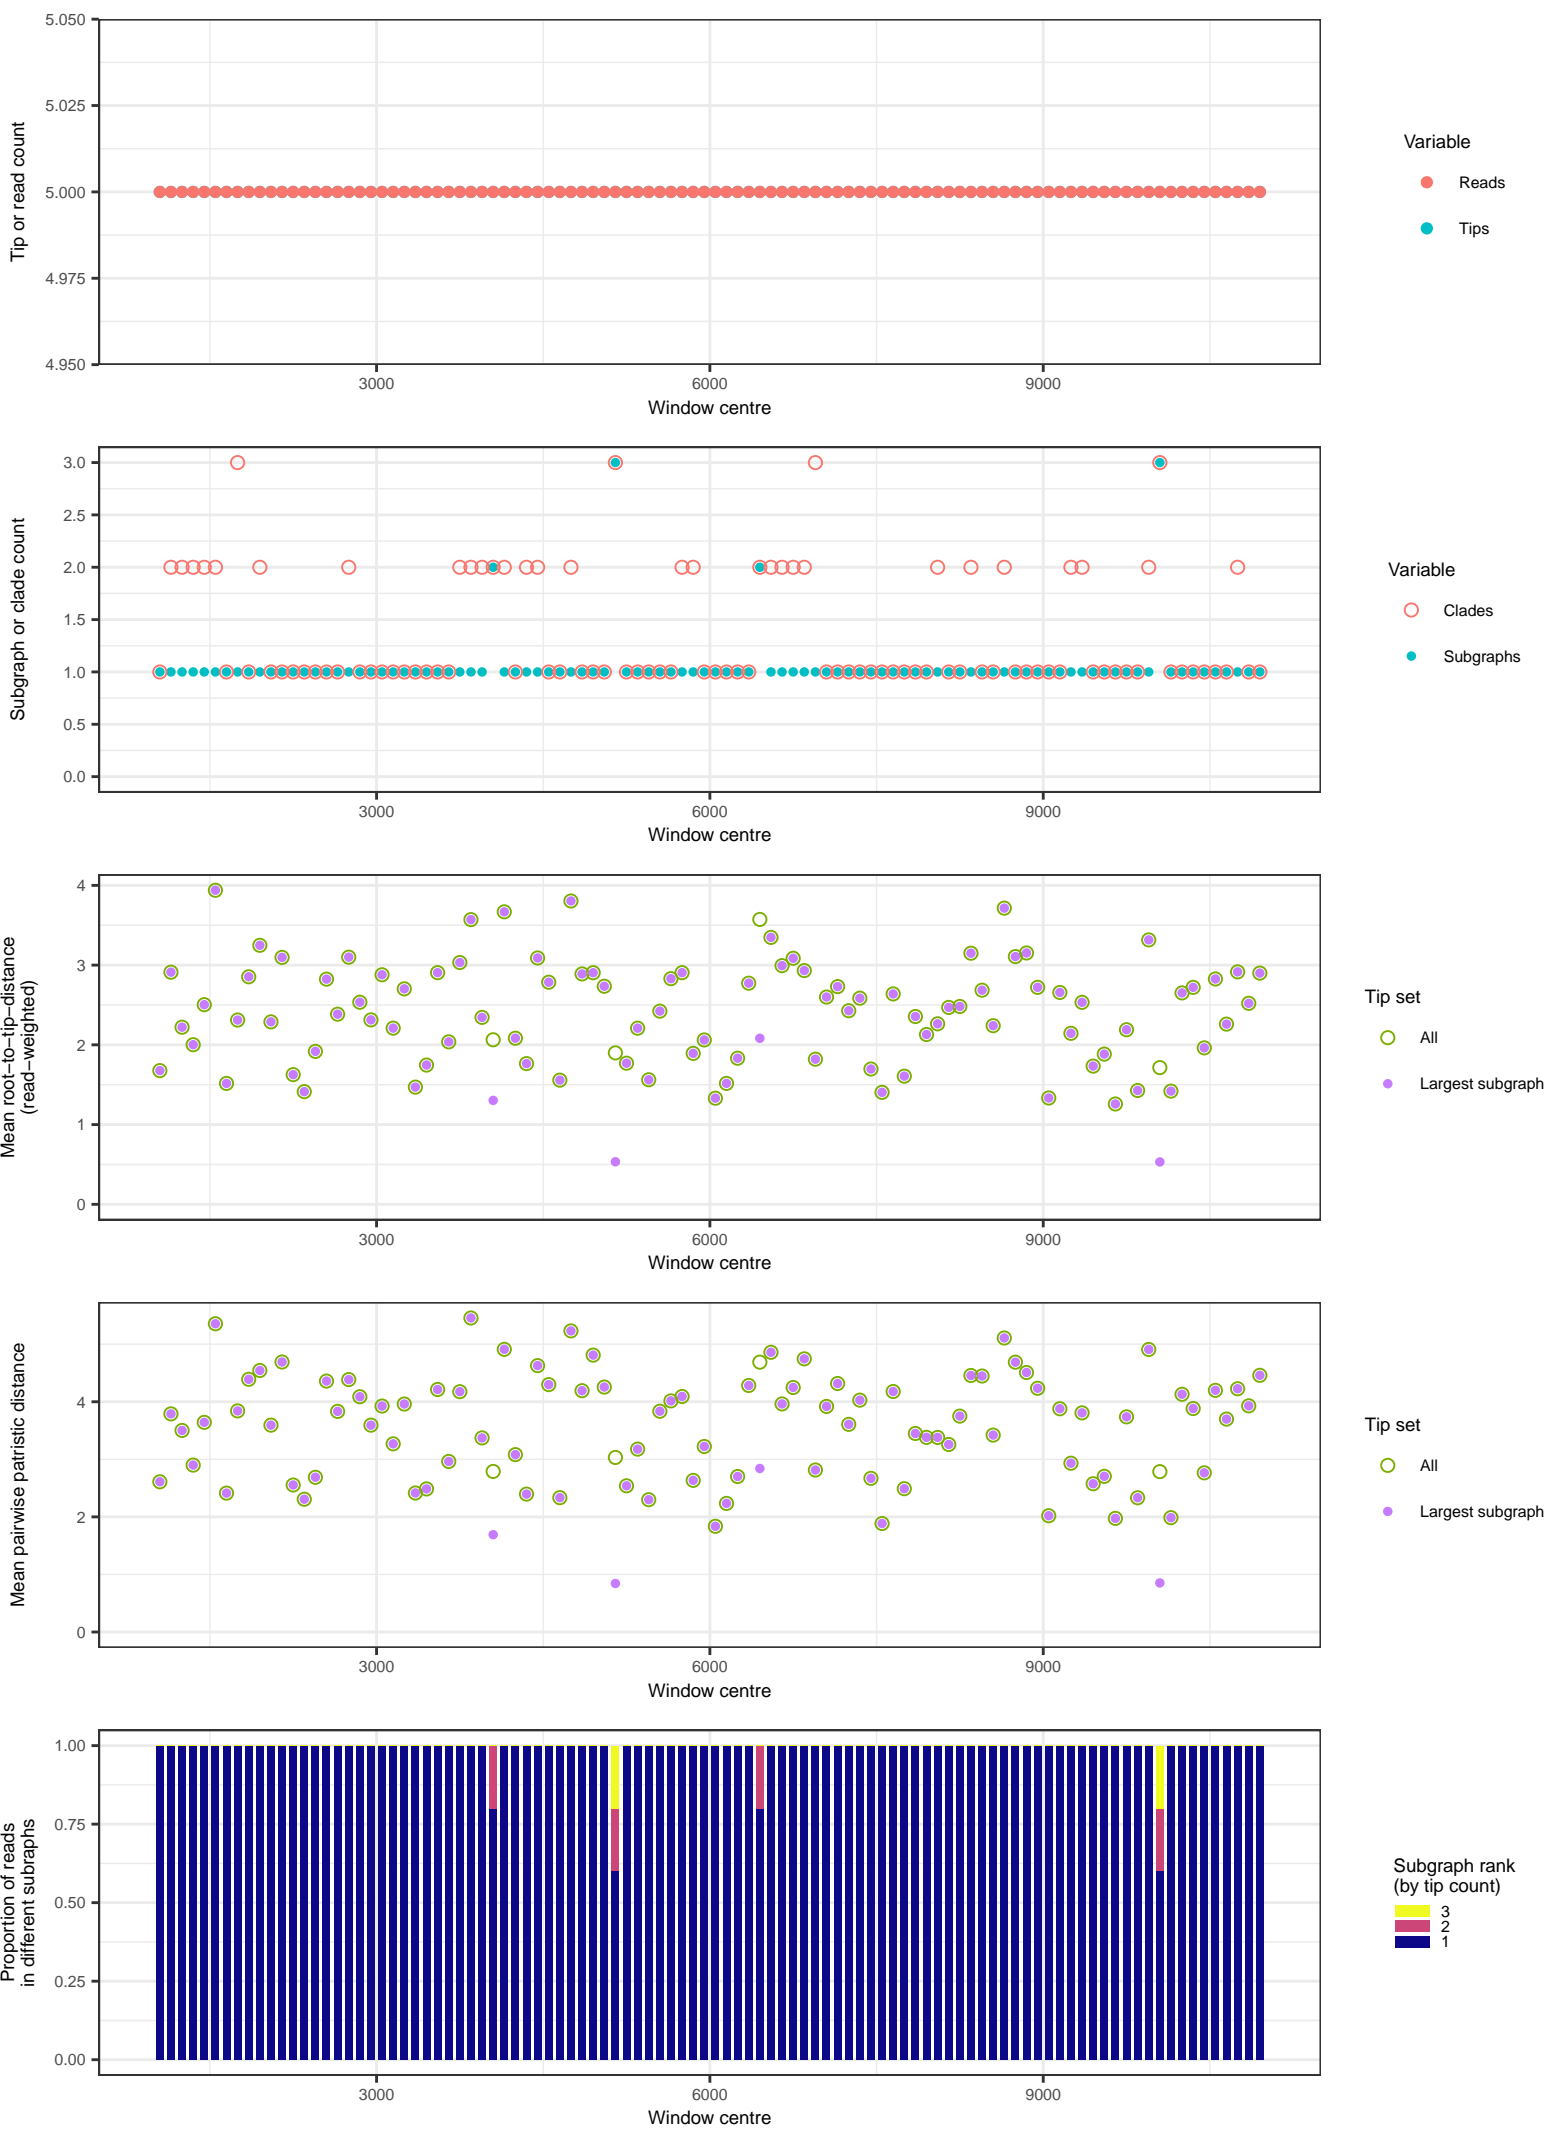 5.050
5.025
5.000
4.975
4.950
Tip or read count
3000
6000
9000
Window centre
Variable
Reads
Tips
3.0
2.5
2.0
1.5
1.0
0.5
0.0
Subgraph or clade count
3000
6000
9000
Window centre
Variable
Clades
Subgraphs
4
3
2
1
0
Mean root−to−tip−distance
(read−weighted)
3000
6000
9000
Window centre
Tip set
All
Largest subgraph
4
2
0
Mean pairwise patristic distance
3000
6000
9000
Window centre
Tip set
All
Largest subgraph
1.00
0.75
0.50
0.25
0.00
Proportion of reads
in different subraphs
3000
6000
9000
Window centre
Subgraph rank
(by tip count)
3
2
1